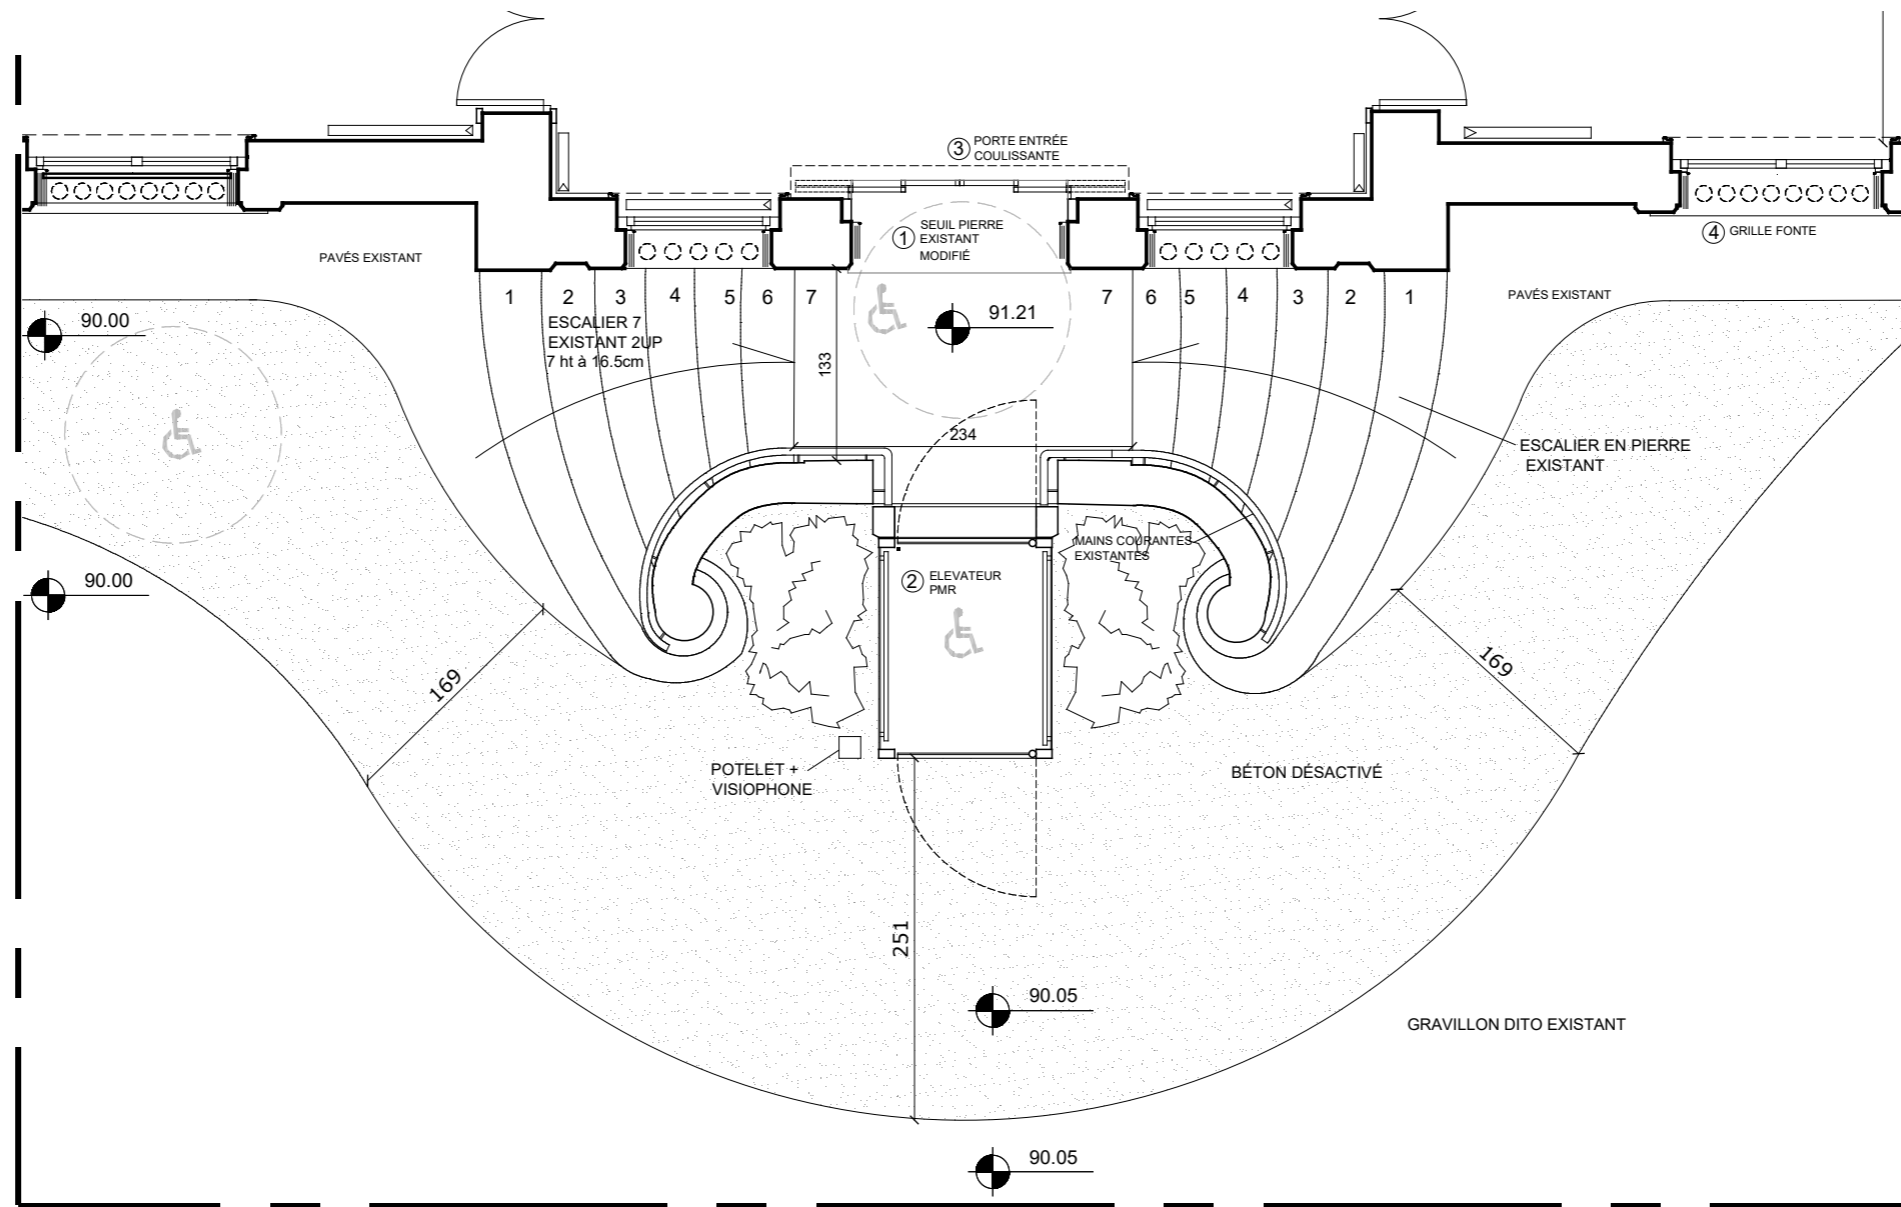 ③ PORTE ENTRÉE
COULISSANTE
① SEUIL PIERRE
EXISTANT
MODIFIÉ
④ GRILLE FONTE
PAVÉS EXISTANT
PAVÉS EXISTANT
1 2 3 4 5 6 7
7 6 5 4 3 2 1
90.00
ESCALIER 7
EXISTANT 2UP
7 ht à 16.5cm
91.21
133
234
ESCALIER EN PIERRE
EXISTANT
MAINS COURANTES
EXISTANTES
② ELEVATEUR
PMR
90.00
169
169
POTELET +
VISIOPHONE
BÉTON DÉSACTIVÉ
251
90.05
GRAVILLON DITO EXISTANT
90.05